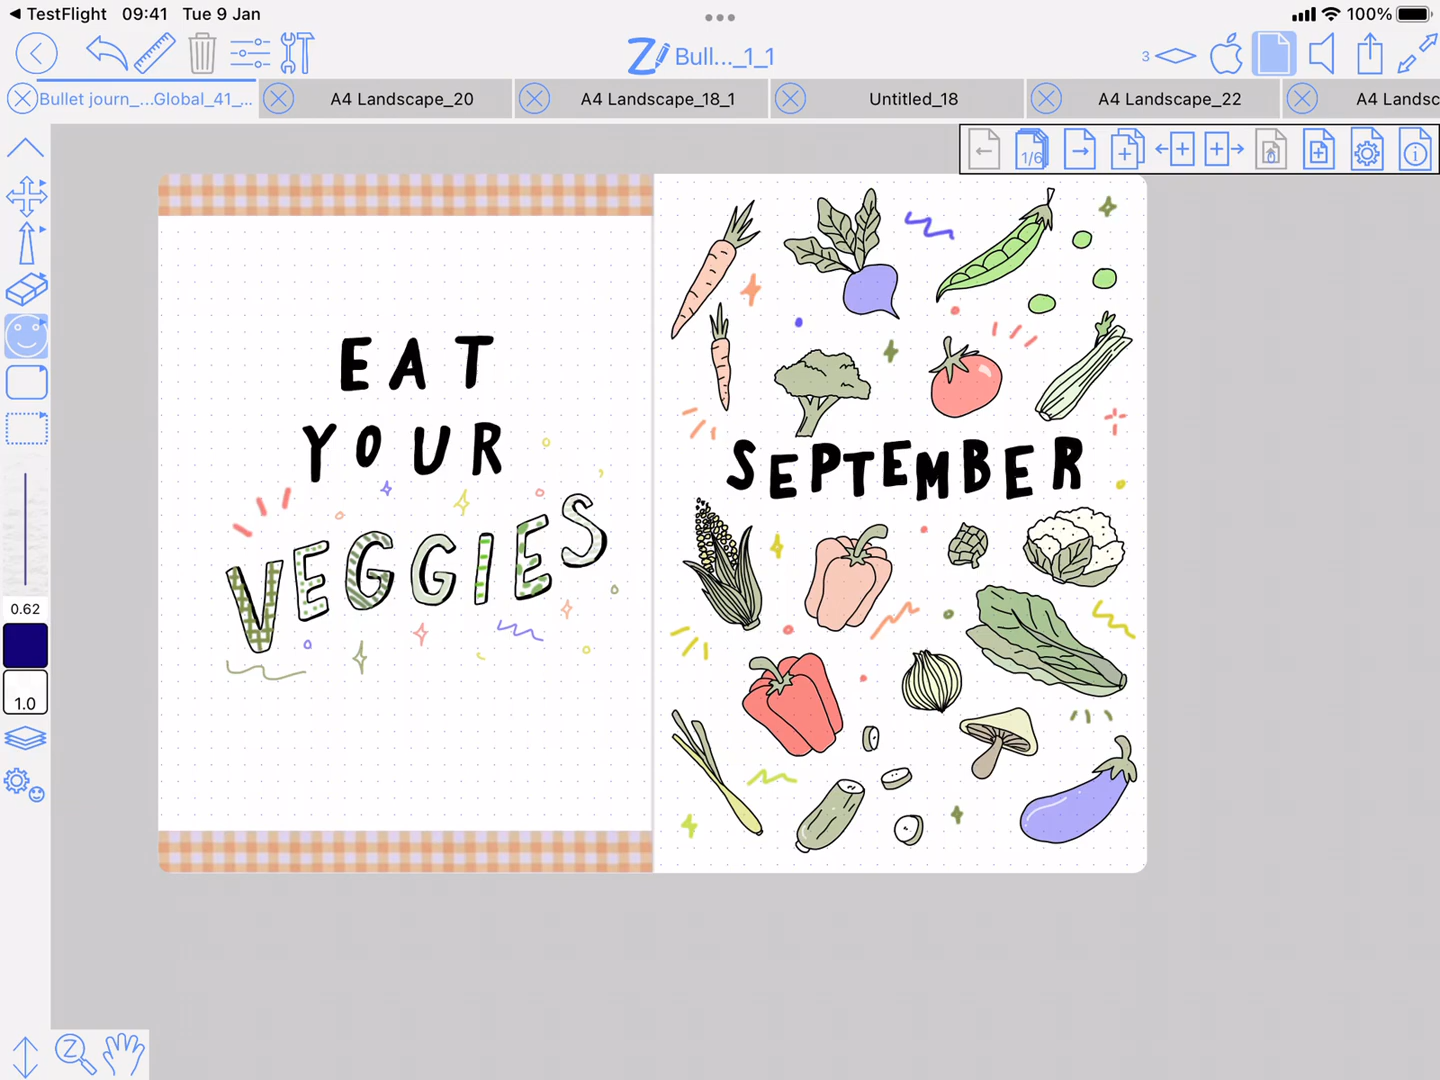 ◀ TestFlight 09:41 Tue 9 Jan 100%
Z Bull..._1_1
3
Bullet journ_...Global_41_...
A4 Landscape_20
A4 Landscape_18_1
Untitled_18
A4 Landscape_22
A4 Landsc
1/6
EAT
YOUR
VEGGIES
SEPTEMBER
0.62
1.0
Z